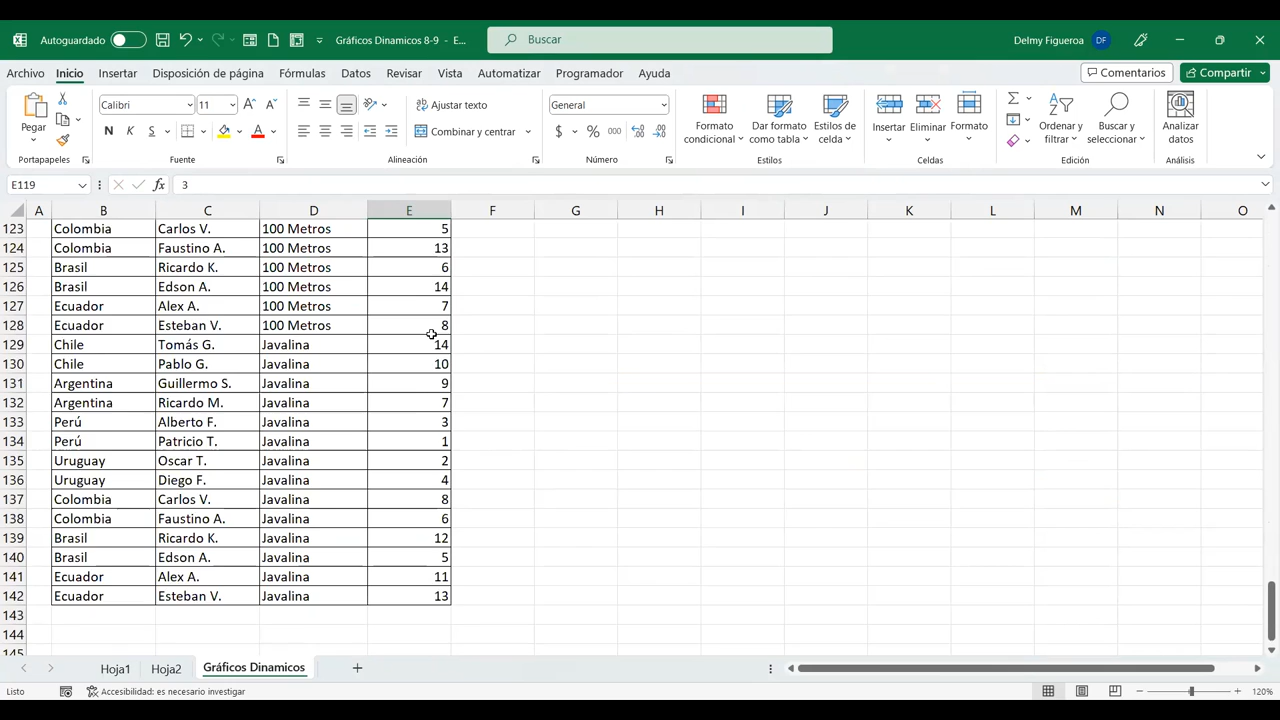 Autoguardado Gráficos Dinamicos 8-9 - E... Buscar Delmy Figueroa DF
Archivo Inicio Insertar Disposición de página Fórmulas Datos Revisar Vista Automatizar Programador Ayuda Comentarios Compartir
Pegar Calibri 11 Ajustar texto General Formato condicional Dar formato como tabla Estilos de celda Insertar Eliminar Formato Ordenar y filtrar Buscar y seleccionar Analizar datos
N K S Combinar y centrar $ % 000
Portapapeles Fuente Alineación Número Estilos Celdas Edición Análisis
E119 fx 3
A B C D E F G H I J K L M N O
123 Colombia Carlos V. 100 Metros 5
124 Colombia Faustino A. 100 Metros 13
125 Brasil Ricardo K. 100 Metros 6
126 Brasil Edson A. 100 Metros 14
127 Ecuador Alex A. 100 Metros 7
128 Ecuador Esteban V. 100 Metros 8
129 Chile Tomás G. Javalina 14
130 Chile Pablo G. Javalina 10
131 Argentina Guillermo S. Javalina 9
132 Argentina Ricardo M. Javalina 7
133 Perú Alberto F. Javalina 3
134 Perú Patricio T. Javalina 1
135 Uruguay Oscar T. Javalina 2
136 Uruguay Diego F. Javalina 4
137 Colombia Carlos V. Javalina 8
138 Colombia Faustino A. Javalina 6
139 Brasil Ricardo K. Javalina 12
140 Brasil Edson A. Javalina 5
141 Ecuador Alex A. Javalina 11
142 Ecuador Esteban V. Javalina 13
143
144
145
Hoja1 Hoja2 Gráficos Dinamicos
Listo Accesibilidad: es necesario investigar 120%